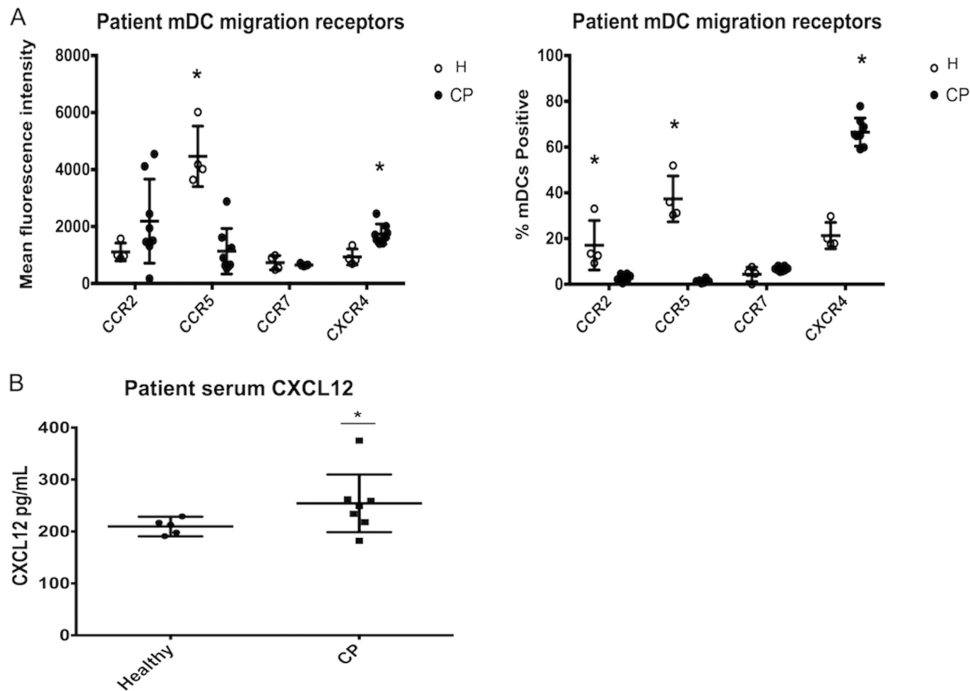 A
Patient mDC migration receptors
Mean fluorescence intensity
8000
6000
4000
2000
0
*
*
H
CP
CCR2
CCR5
CCR7
CXCR4
Patient mDC migration receptors
% mDCs Positive
100
80
60
40
20
0
*
*
*
H
CP
CCR2
CCR5
CCR7
CXCR4
B
Patient serum CXCL12
CXCL12 pg/mL
400
300
200
100
0
*
Healthy
CP